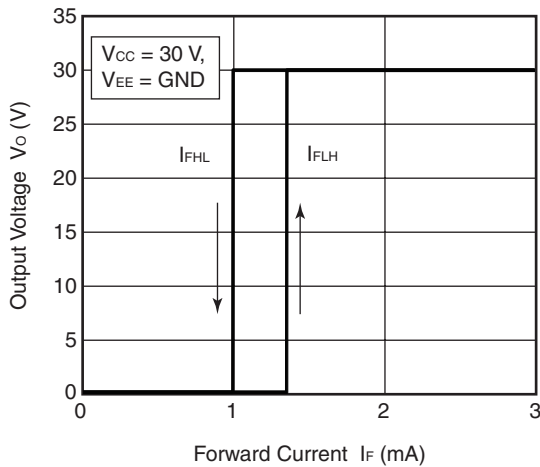 35
30
25
20
15
10
5
0
Output Voltage VO (V)
VCC = 30 V,
VEE = GND
IFHL
IFLH
0
1
2
3
Forward Current IF (mA)